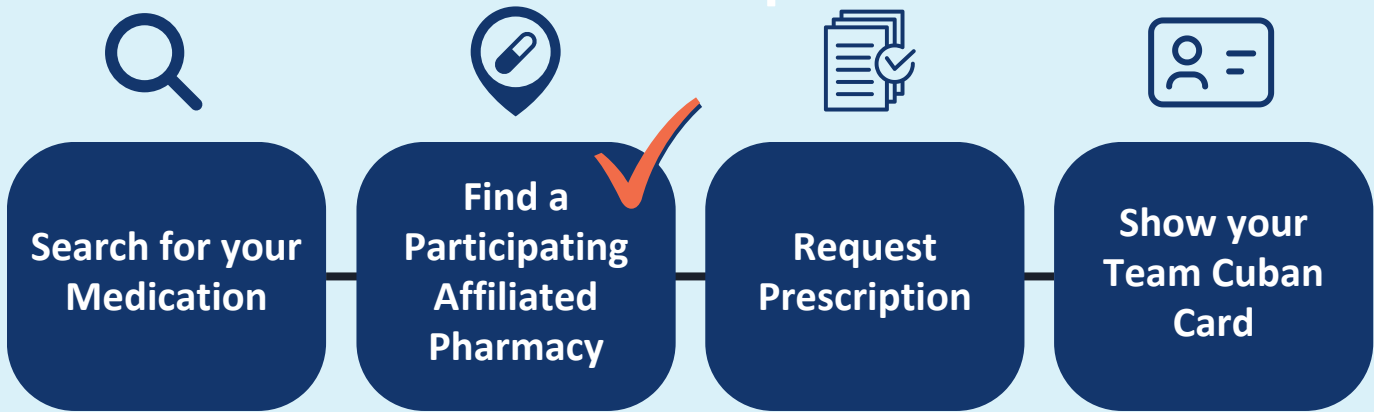 Search for your
Medication
Find a
Participating
Affiliated
Pharmacy
Request
Prescription
Show your
Team Cuban
Card